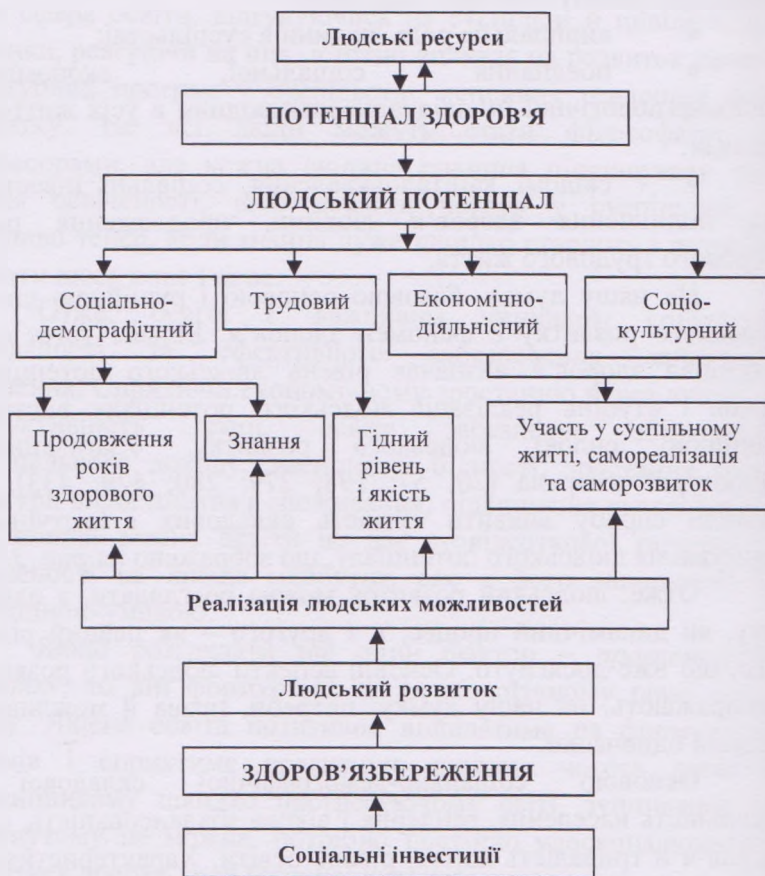 Людські ресурси
ПОТЕНЦІАЛ ЗДОРОВ’Я
ЛЮДСЬКИЙ ПОТЕНЦІАЛ
Соціально-
демографічний
Трудовий
Економічно-
діяльнісний
Соціо-
культурний
Продовження
років
здорового
життя
Знання
Гідний
рівень
і якість
життя
Участь у суспільному
житті, самореалізація
та саморозвиток
Реалізація людських можливостей
Людський розвиток
ЗДОРОВ’ЯЗБЕРЕЖЕННЯ
Соціальні інвестиції